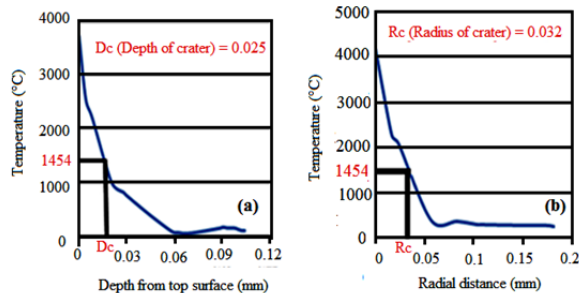 Dc (Depth of crater) = 0.025
Temperature (°C)
4000
3000
2000
1454
1000
0
Dc
0 0.03 0.06 0.09 0.12
Depth from top surface (mm)
(a)
Rc (Radius of crater) = 0.032
Temperature (°C)
5000
4000
3000
2000
1454
1000
0
Rc
0 0.05 0.1 0.15 0.2
Radial distance (mm)
(b)